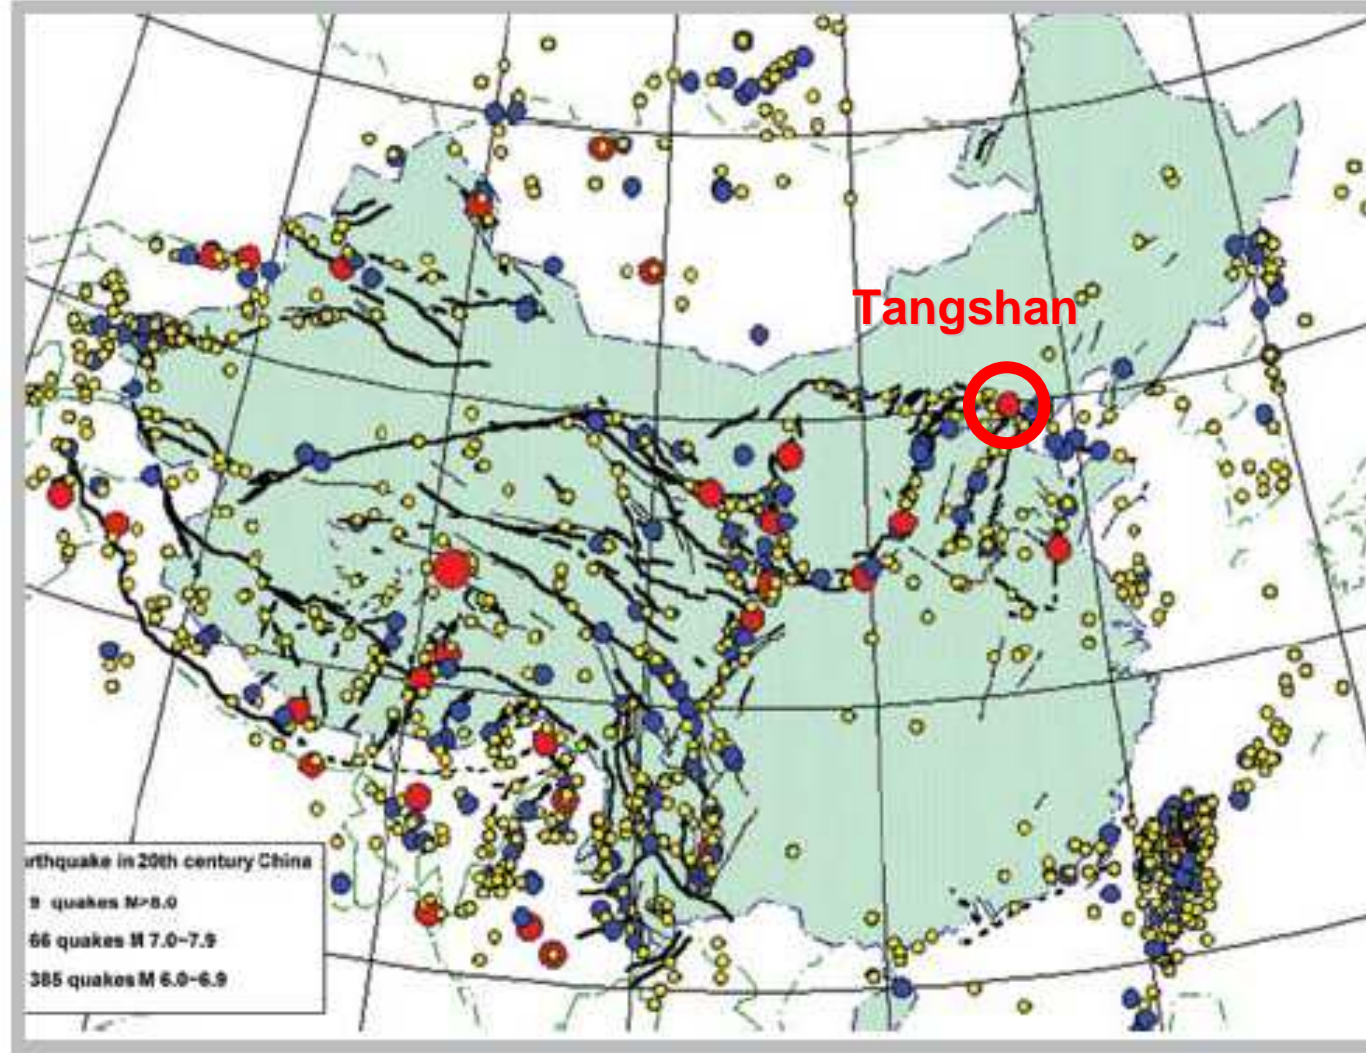 Tangshan
rthquake in 20th century China
9 quakes M>8.0
66 quakes M 7.0~7.9
385 quakes M 6.0~6.9